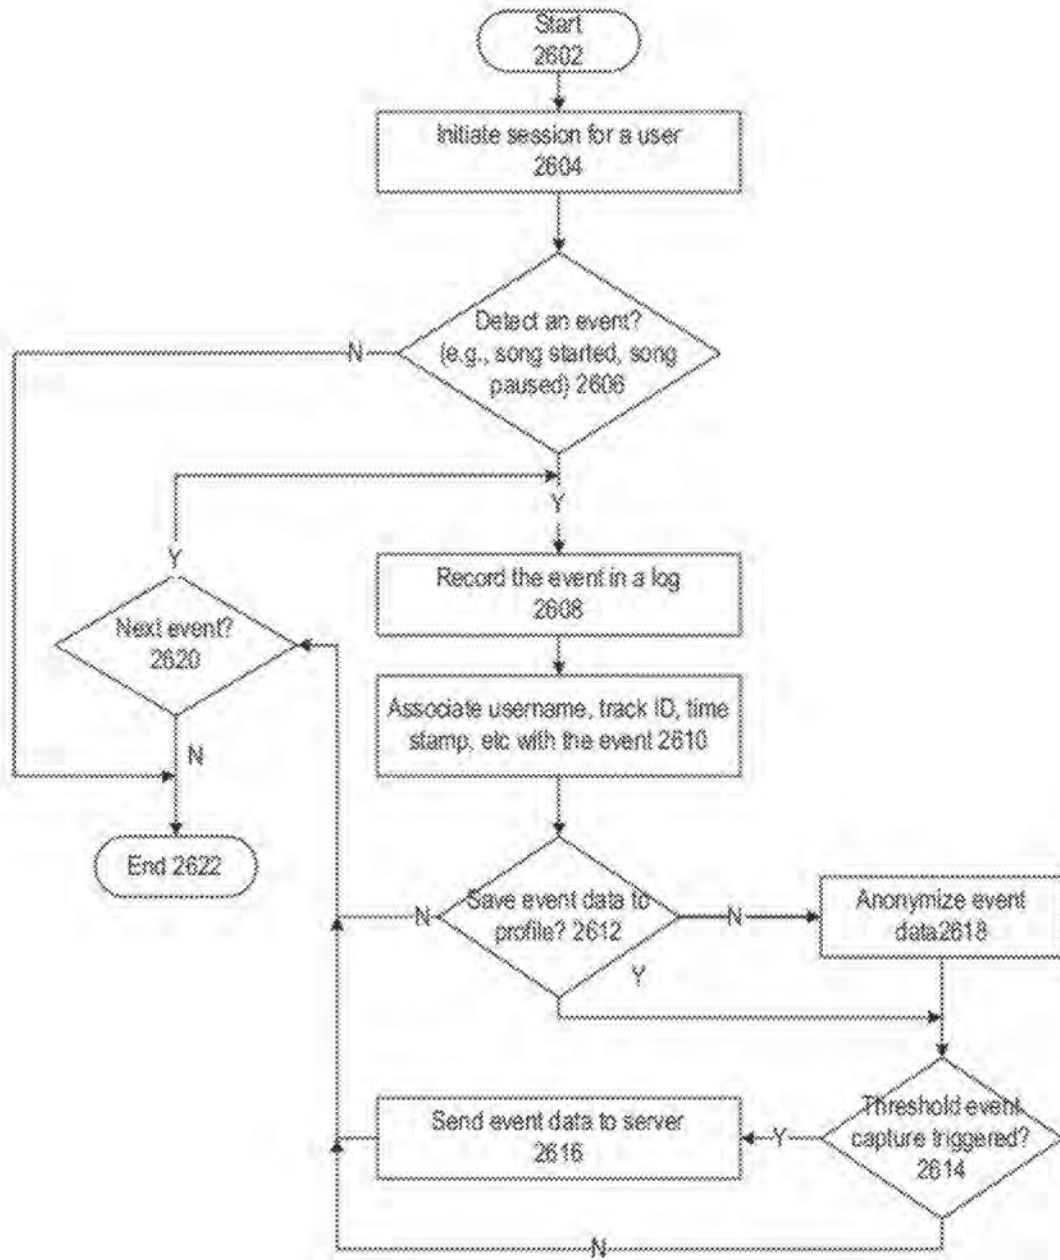 Start
2602
Initiate session for a user
2604
Detect an event?
(e.g., song started, song
paused) 2606
N
Y
Y
Record the event in a log
2608
Next event?
2620
Associate username, track ID, time
stamp, etc with the event 2610
N
End 2622
Save event data to
profile? 2612
N
N
Anonymize event
data2618
Y
Threshold event
capture triggered?
2614
Send event data to server
2616
Y
N